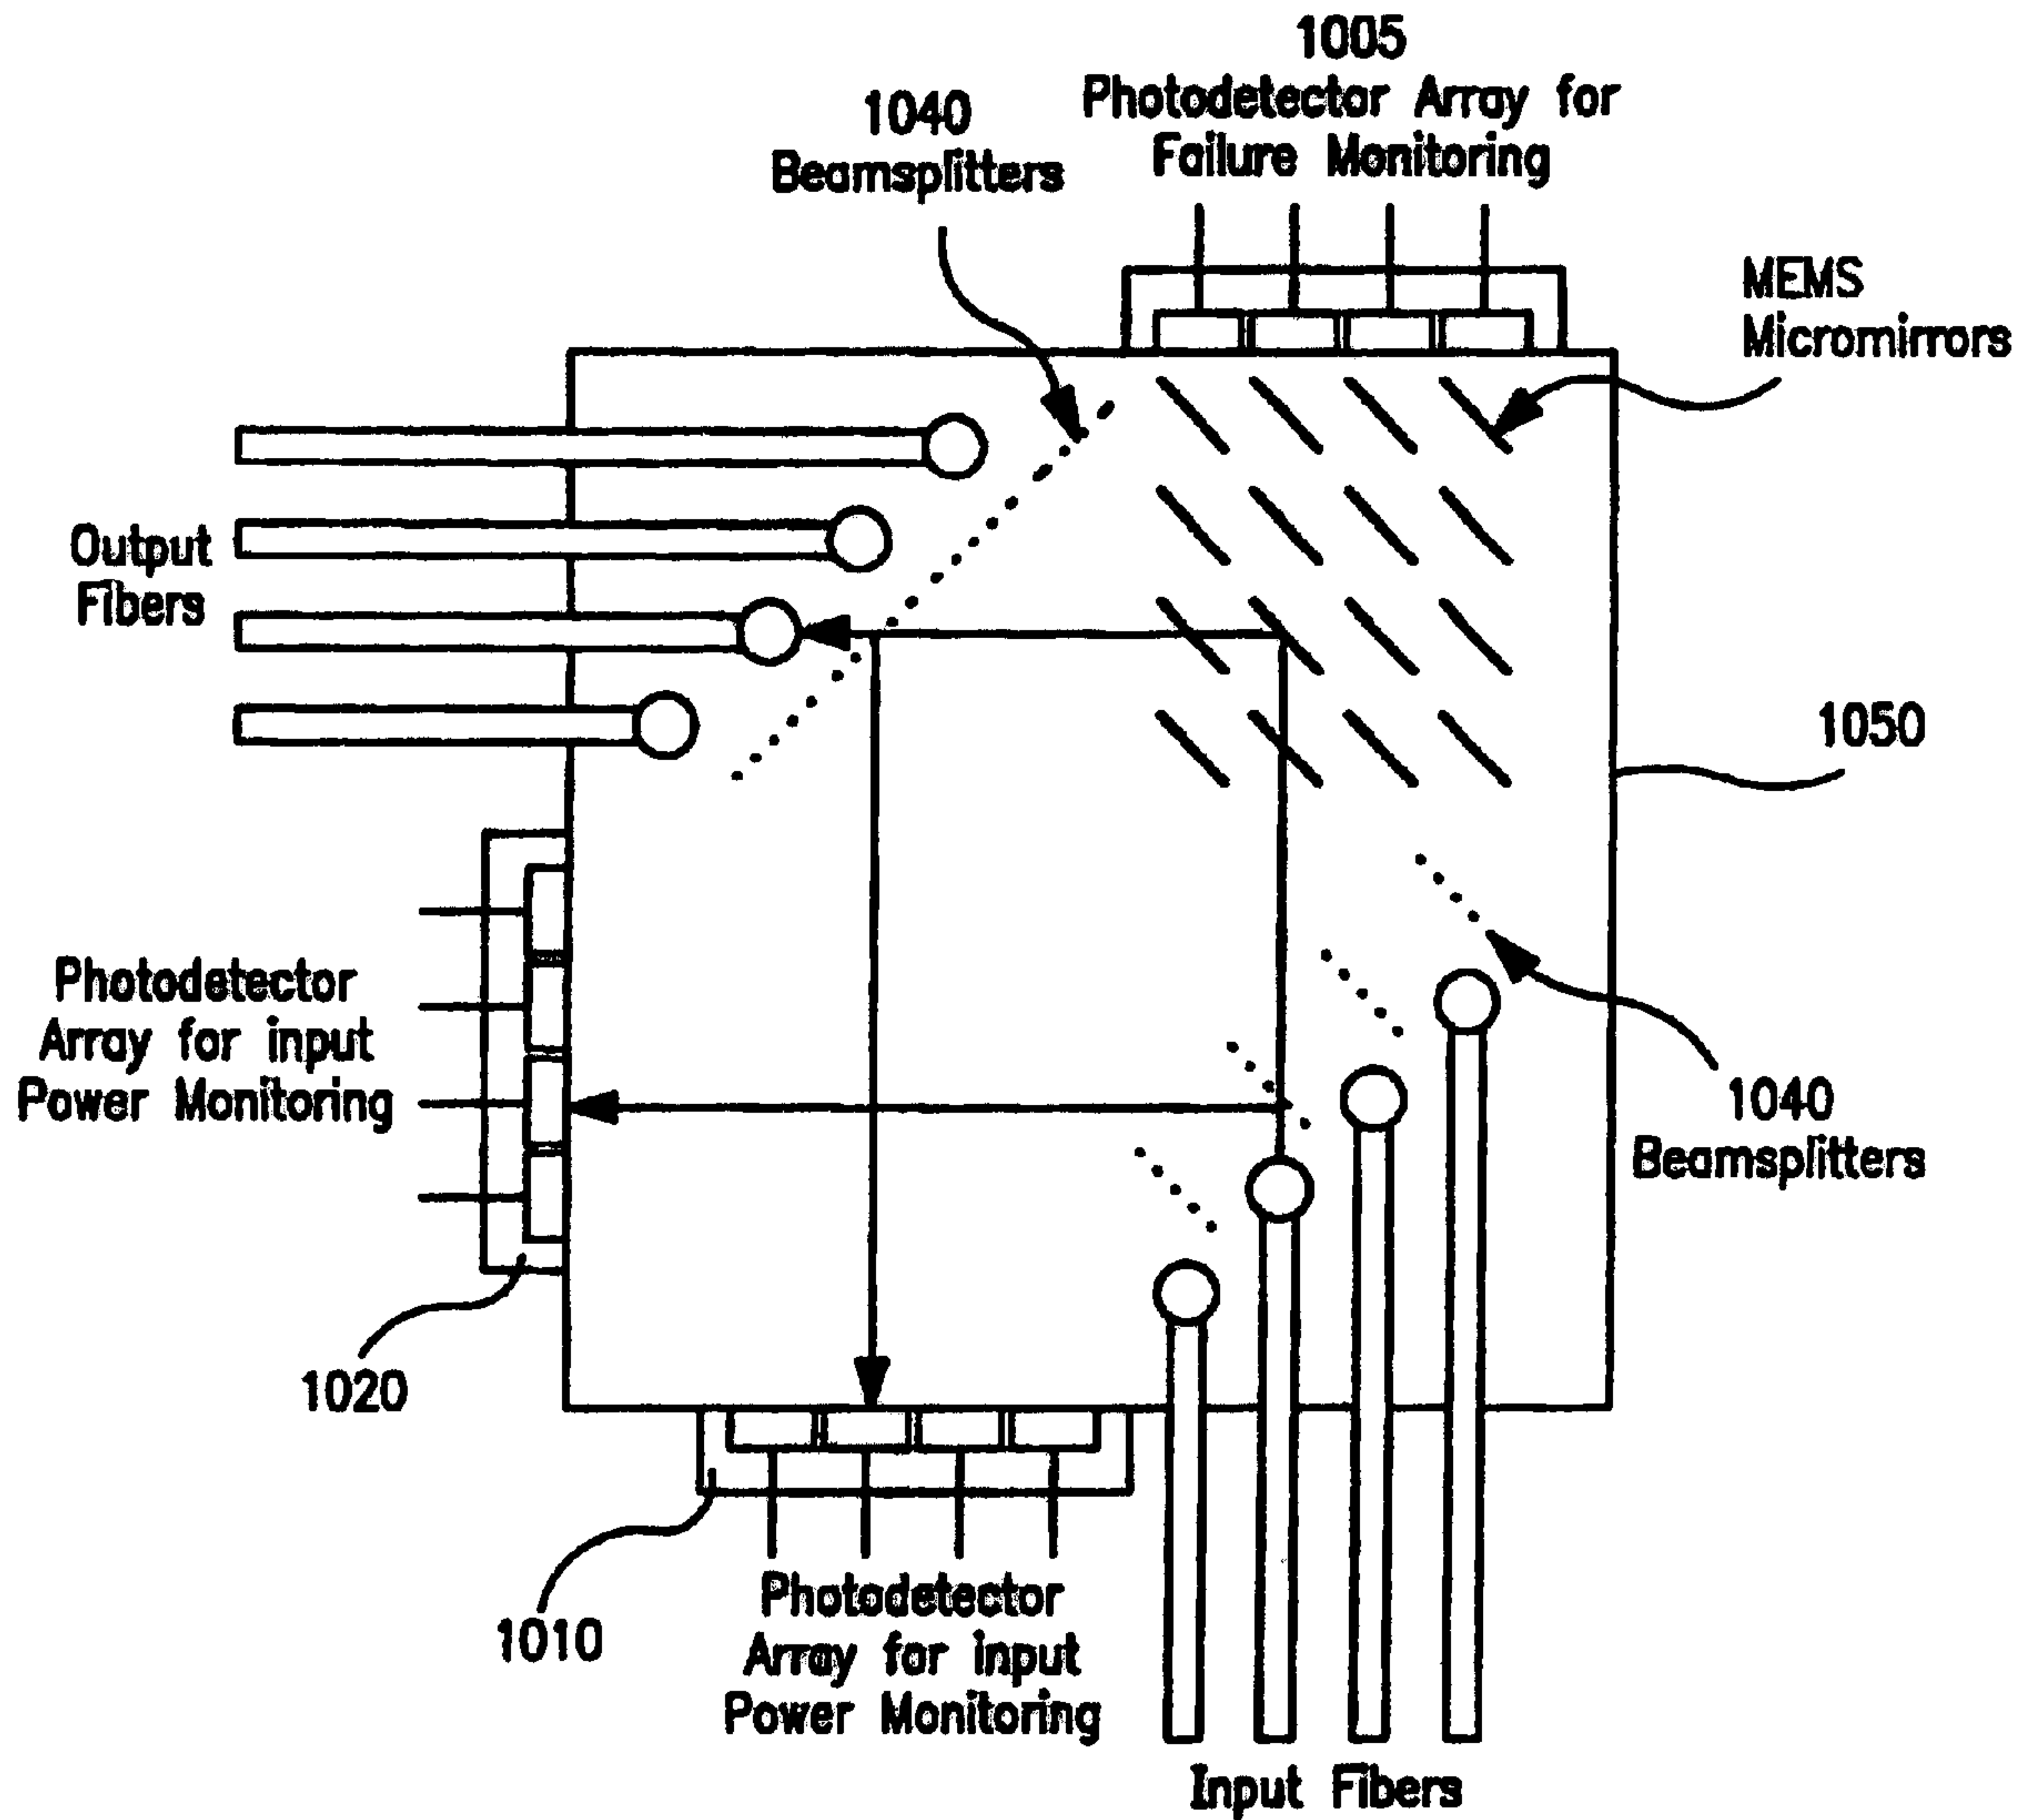 1005
Photodetector Array for
Failure Monitoring
1040
Beamsplitters
MEMS
Micromirrors
Output
Fibers
1050
Photodetector
Array for input
Power Monitoring
1040
Beamsplitters
1020
1010
Photodetector
Array for input
Power Monitoring
Input Fibers